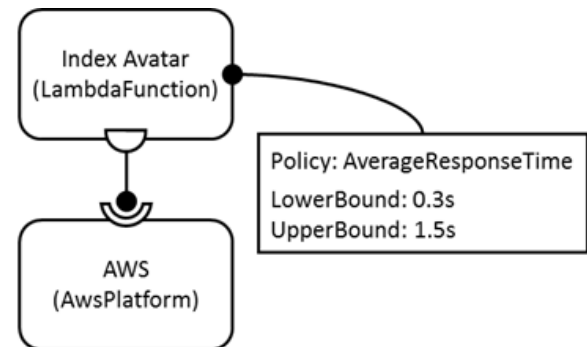 Index Avatar
(LambdaFunction)
Policy: AverageResponseTime
LowerBound: 0.3s
UpperBound: 1.5s
AWS
(AwsPlatform)